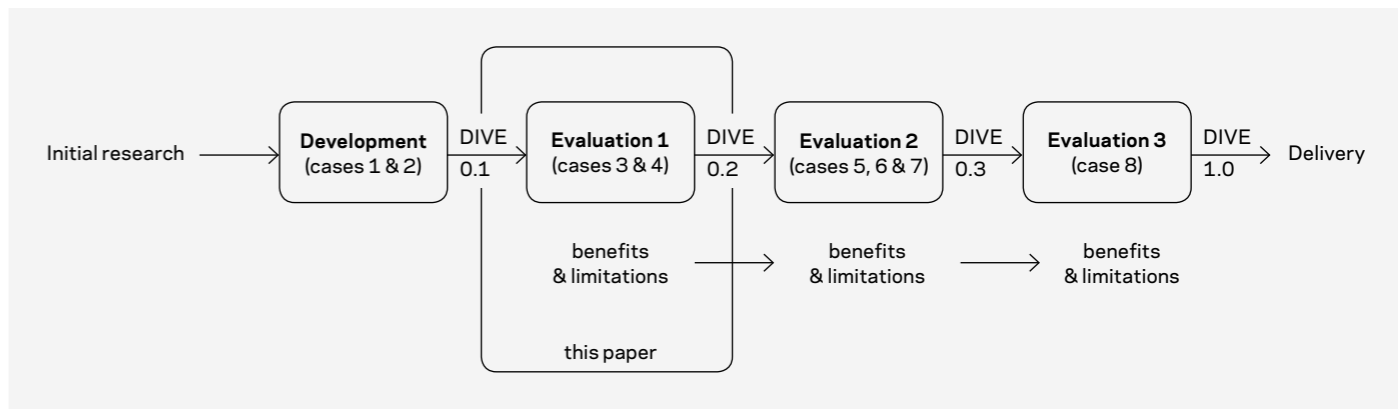 Initial research
Development
(cases 1 & 2)
DIVE
0.1
Evaluation 1
(cases 3 & 4)
DIVE
0.2
Evaluation 2
(cases 5, 6 & 7)
DIVE
0.3
Evaluation 3
(case 8)
DIVE
1.0
Delivery
benefits
& limitations
benefits
& limitations
benefits
& limitations
this paper